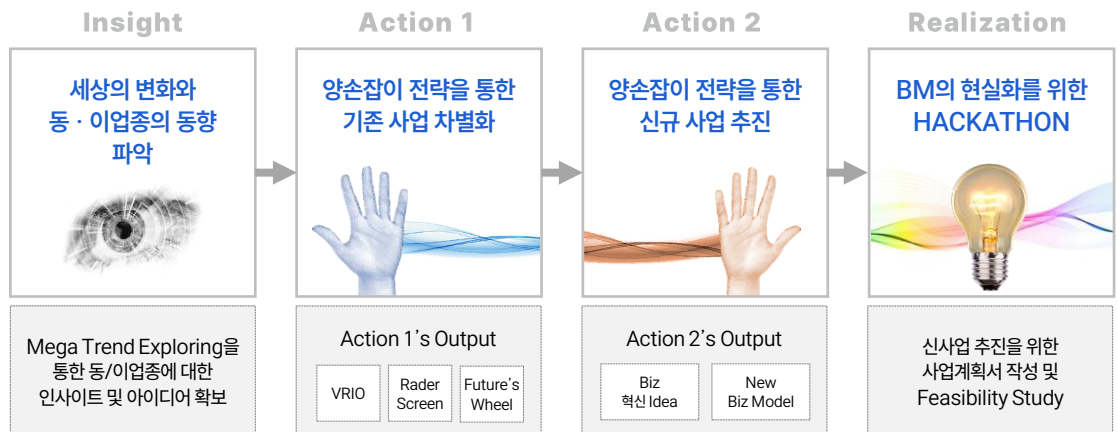 Insight
세상의 변화와
동 · 이업종의 동향
파악
Mega Trend Exploring을
통한 동/이업종에 대한
인사이트 및 아이디어 확보
Action 1
양손잡이 전략을 통한
기존 사업 차별화
Action 1's Output
VRIO
Rader
Screen
Future's
Wheel
Action 2
양손잡이 전략을 통한
신규 사업 추진
Action 2's Output
Biz
혁신 Idea
New
Biz Model
Realization
BM의 현실화를 위한
HACKATHON
신사업 추진을 위한
사업계획서 작성 및
Feasibility Study